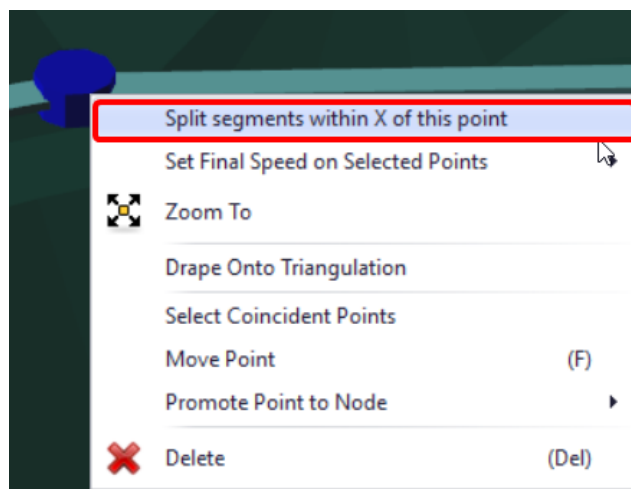 Split segments within X of this point
Set Final Speed on Selected Points
Zoom To
Drape Onto Triangulation
Select Coincident Points
Move Point (F)
Promote Point to Node
Delete (Del)